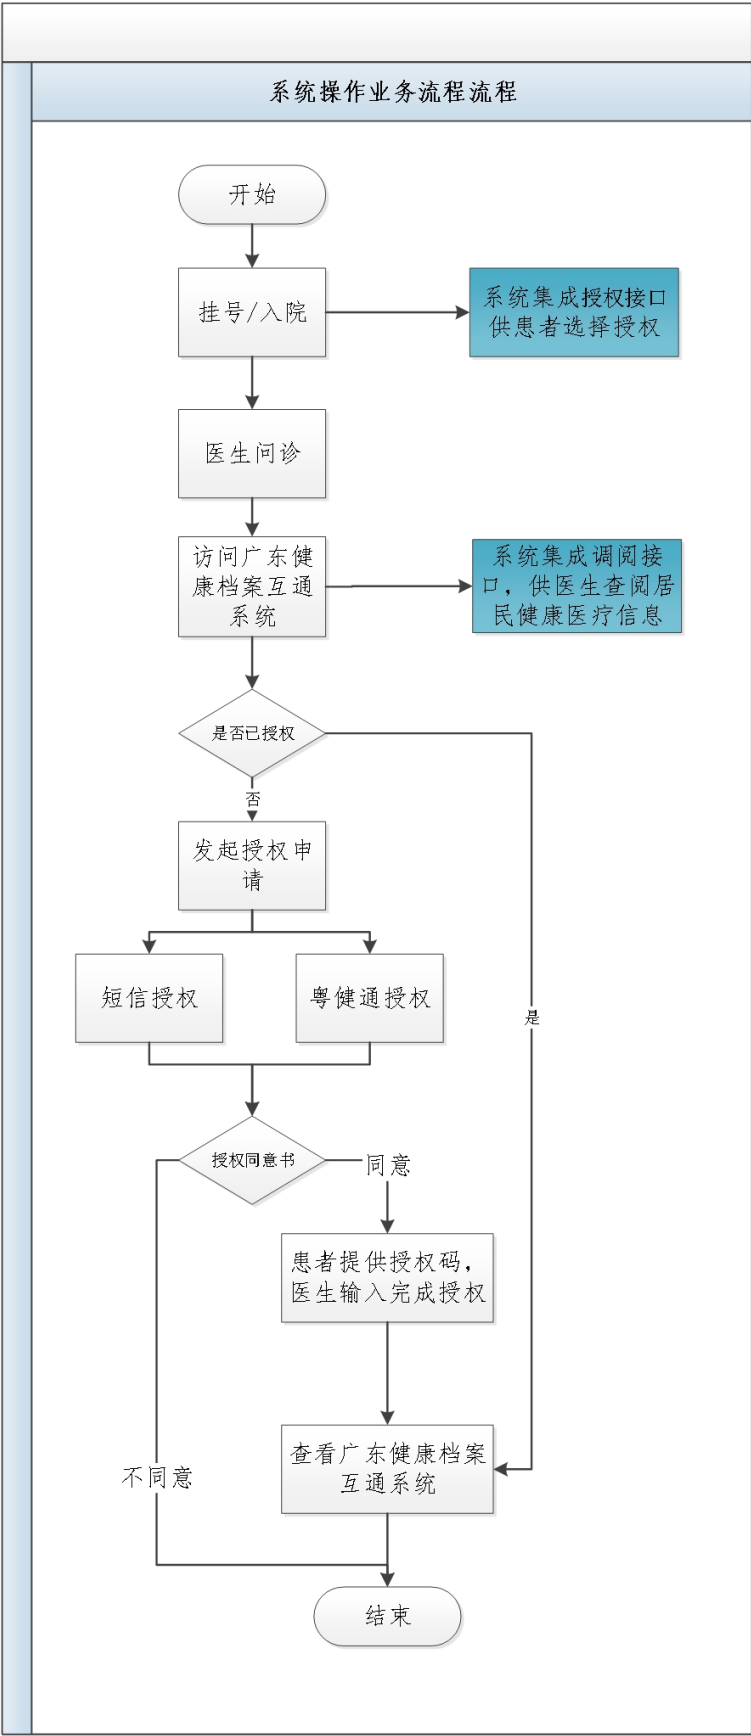 系统操作业务流程流程
开始
挂号/入院
系统集成授权接口
供患者选择授权
医生问诊
访问广东健
康档案互通
系统
系统集成调阅接
口，供医生查阅居
民健康医疗信息
是否已授权
否
发起授权申
请
短信授权
粤健通授权
是
授权同意书
同意
患者提供授权码，
医生输入完成授权
查看广东健康档案
互通系统
不同意
结束